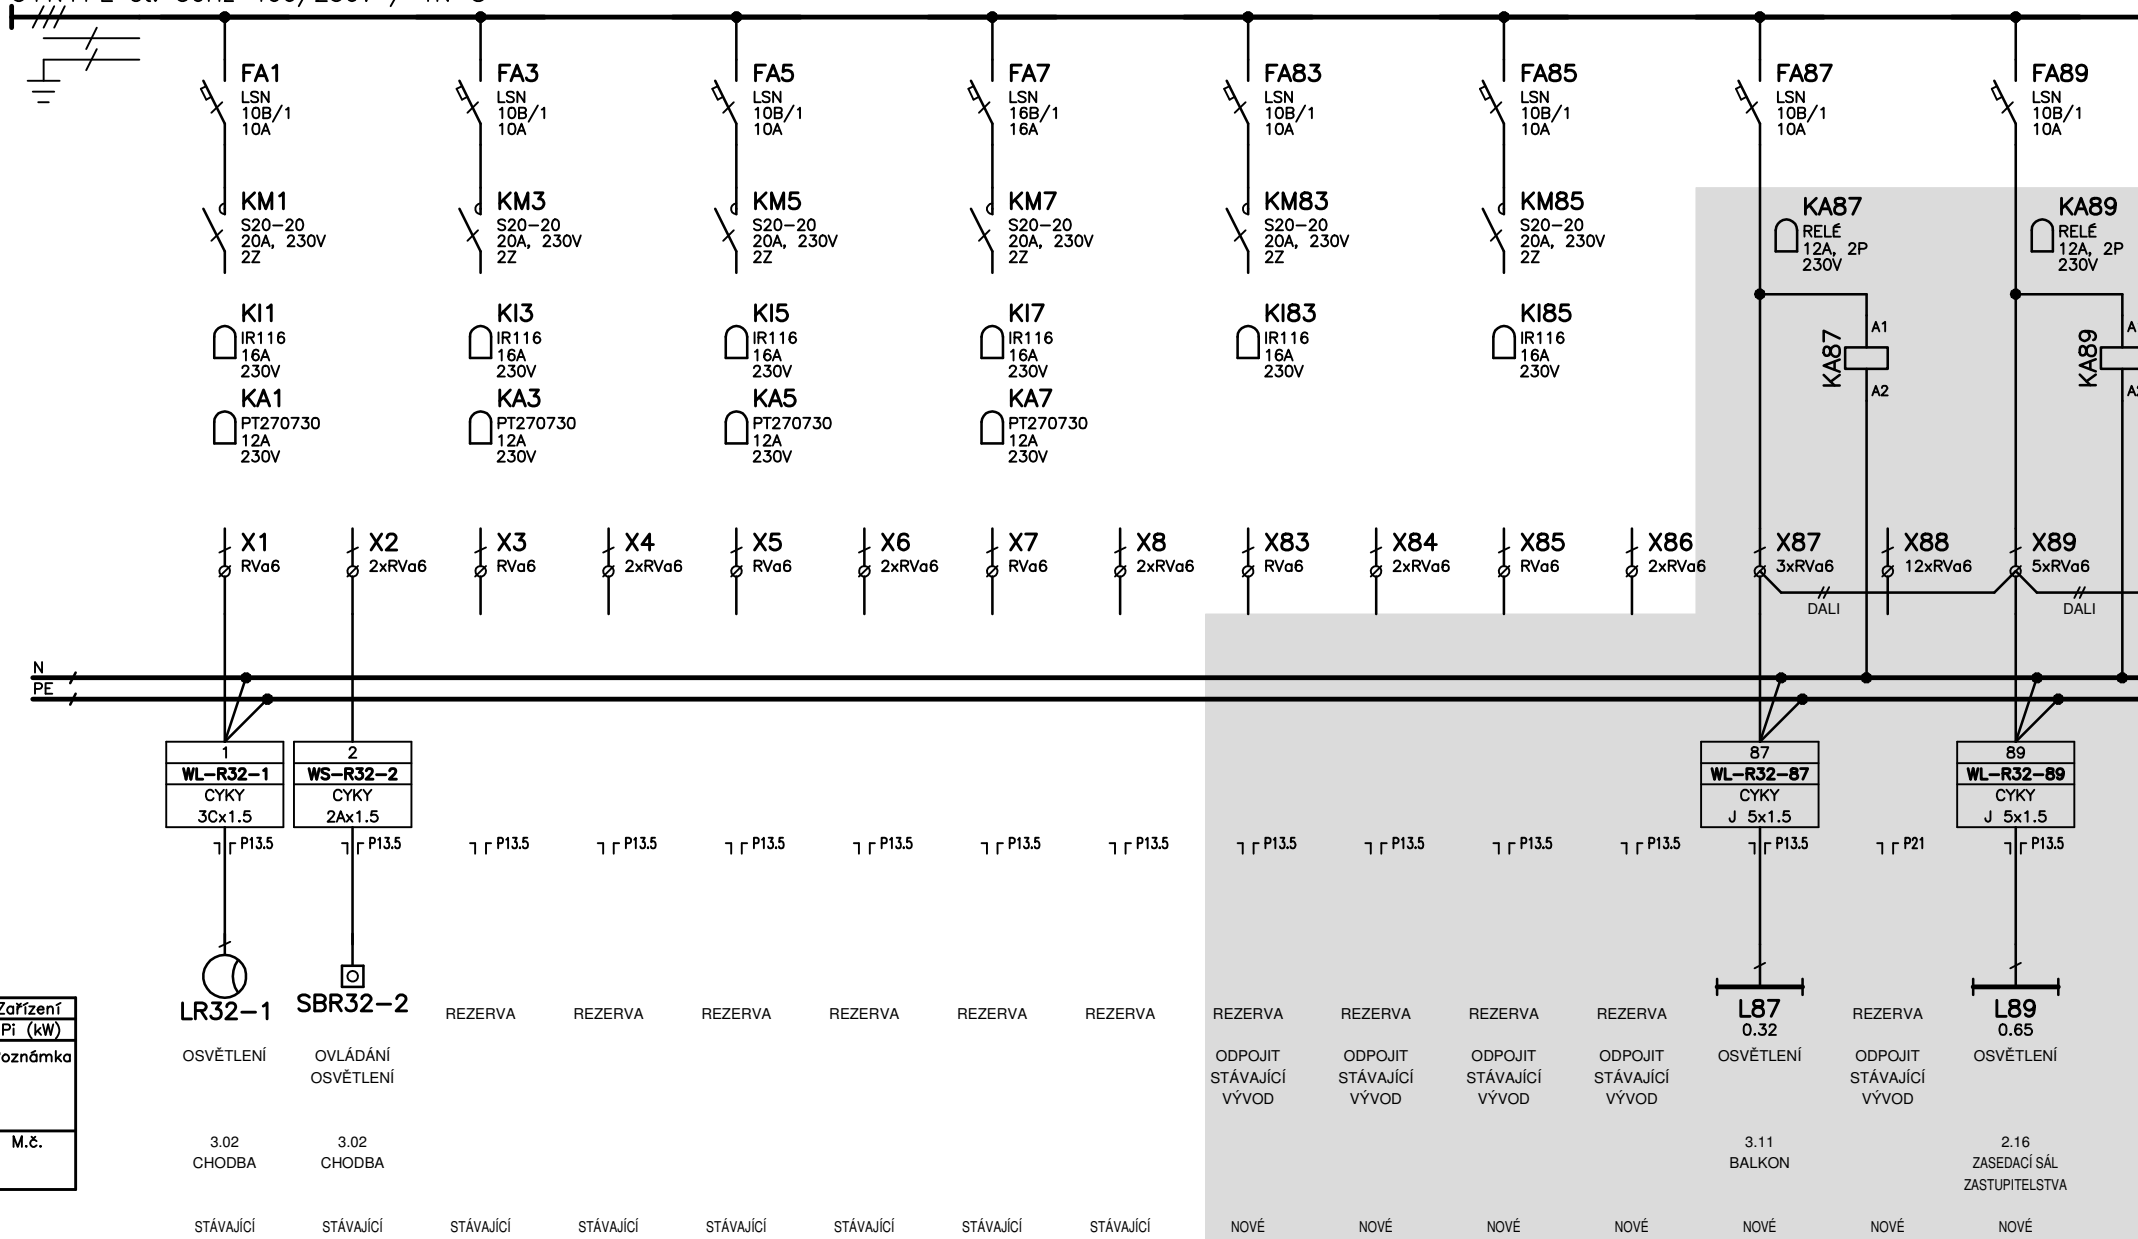 FA1
LSN
10B/1
10A
FA3
LSN
10B/1
10A
FA5
LSN
10B/1
10A
FA7
LSN
16B/1
16A
FA83
LSN
10B/1
10A
FA85
LSN
10B/1
10A
FA87
LSN
10B/1
10A
FA89
LSN
10B/1
10A
KM1
S20-20
20A, 230V
2Z
KM3
S20-20
20A, 230V
2Z
KM5
S20-20
20A, 230V
2Z
KM7
S20-20
20A, 230V
2Z
KM83
S20-20
20A, 230V
2Z
KM85
S20-20
20A, 230V
2Z
KA87
RELÉ
12A, 2P
230V
KA89
RELÉ
12A, 2P
230V
KI1
IR116
16A
230V
KI3
IR116
16A
230V
KI5
IR116
16A
230V
KI7
IR116
16A
230V
KI83
IR116
16A
230V
KI85
IR116
16A
230V
KA87
A1
A2
KA89
KA1
PT270730
12A
230V
KA3
PT270730
12A
230V
KA5
PT270730
12A
230V
KA7
PT270730
12A
230V
X1
RVa6
X2
2xRVa6
X3
RVa6
X4
2xRVa6
X5
RVa6
X6
2xRVa6
X7
RVa6
X8
2xRVa6
X83
RVa6
X84
2xRVa6
X85
RVa6
X86
2xRVa6
X87
3xRVa6
X88
12xRVa6
X89
5xRVa6
DALI
DALI
N
PE
1
WL-R32-1
CYKY
3Cx1.5
2
WS-R32-2
CYKY
2Ax1.5
87
WL-R32-87
CYKY
J 5x1.5
89
WL-R32-89
CYKY
J 5x1.5
P13.5 P13.5 P13.5 P13.5 P13.5 P13.5 P13.5 P13.5 P13.5 P13.5 P13.5 P13.5 P13.5 P21 P13.5
Zařízení
Pi (kW)
M.č.
LR32-1
OSVĚTLENÍ
3.02
CHODBA
STÁVAJÍCÍ
SBR32-2
OVLÁDÁNÍ
OSVĚTLENÍ
3.02
CHODBA
STÁVAJÍCÍ
REZERVA
STÁVAJÍCÍ
REZERVA
STÁVAJÍCÍ
REZERVA
STÁVAJÍCÍ
REZERVA
STÁVAJÍCÍ
REZERVA
STÁVAJÍCÍ
REZERVA
STÁVAJÍCÍ
REZERVA
ODPOJIT
STÁVAJÍCÍ
VÝVOD
NOVÉ
REZERVA
ODPOJIT
STÁVAJÍCÍ
VÝVOD
NOVÉ
REZERVA
ODPOJIT
STÁVAJÍCÍ
VÝVOD
NOVÉ
REZERVA
ODPOJIT
STÁVAJÍCÍ
VÝVOD
NOVÉ
L87
0.32
OSVĚTLENÍ
3.11
BALKON
NOVÉ
REZERVA
ODPOJIT
STÁVAJÍCÍ
VÝVOD
NOVÉ
L89
0.65
OSVĚTLENÍ
2.16
ZASEDACÍ SÁL
ZASTUPITELSTVA
NOVÉ